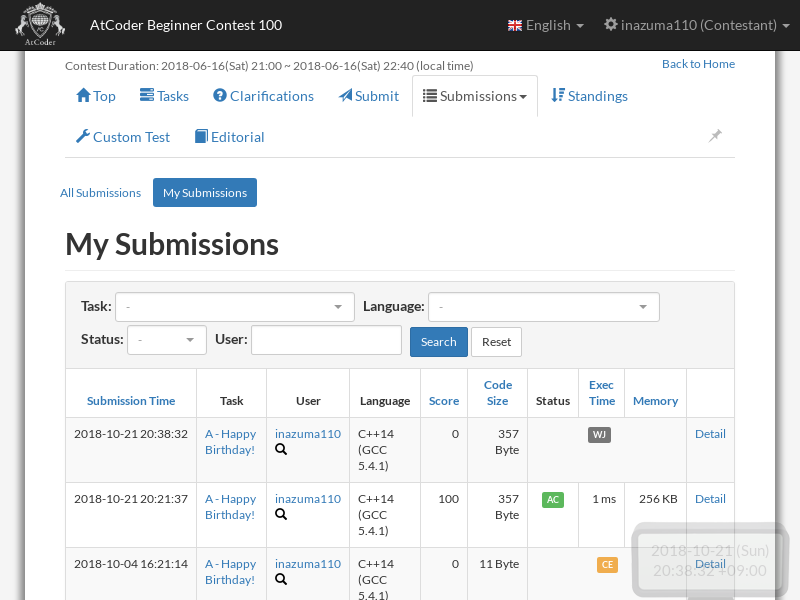 AtCoder
AtCoder Beginner Contest 100
English
inazuma110 (Contestant)
Contest Duration: 2018-06-16(Sat) 21:00 ~ 2018-06-16(Sat) 22:40 (local time)
Back to Home
Top
Tasks
Clarifications
Submit
Submissions
Standings
Custom Test
Editorial
All Submissions
My Submissions
My Submissions
Task: -
Language: -
Status: -
User:
Search
Reset
Submission Time
Task
User
Language
Score
Code
Size
Status
Exec
Time
Memory
2018-10-21 20:38:32
A - Happy
Birthday!
inazuma110
C++14
(GCC
5.4.1)
0
357
Byte
WJ
Detail
2018-10-21 20:21:37
A - Happy
Birthday!
inazuma110
C++14
(GCC
5.4.1)
100
357
Byte
AC
1 ms
256 KB
Detail
2018-10-04 16:21:14
A - Happy
Birthday!
inazuma110
C++14
(GCC
5.4.1)
0
11 Byte
CE
Detail
2018-10-21 (Sun)
20:38:32 +09:00